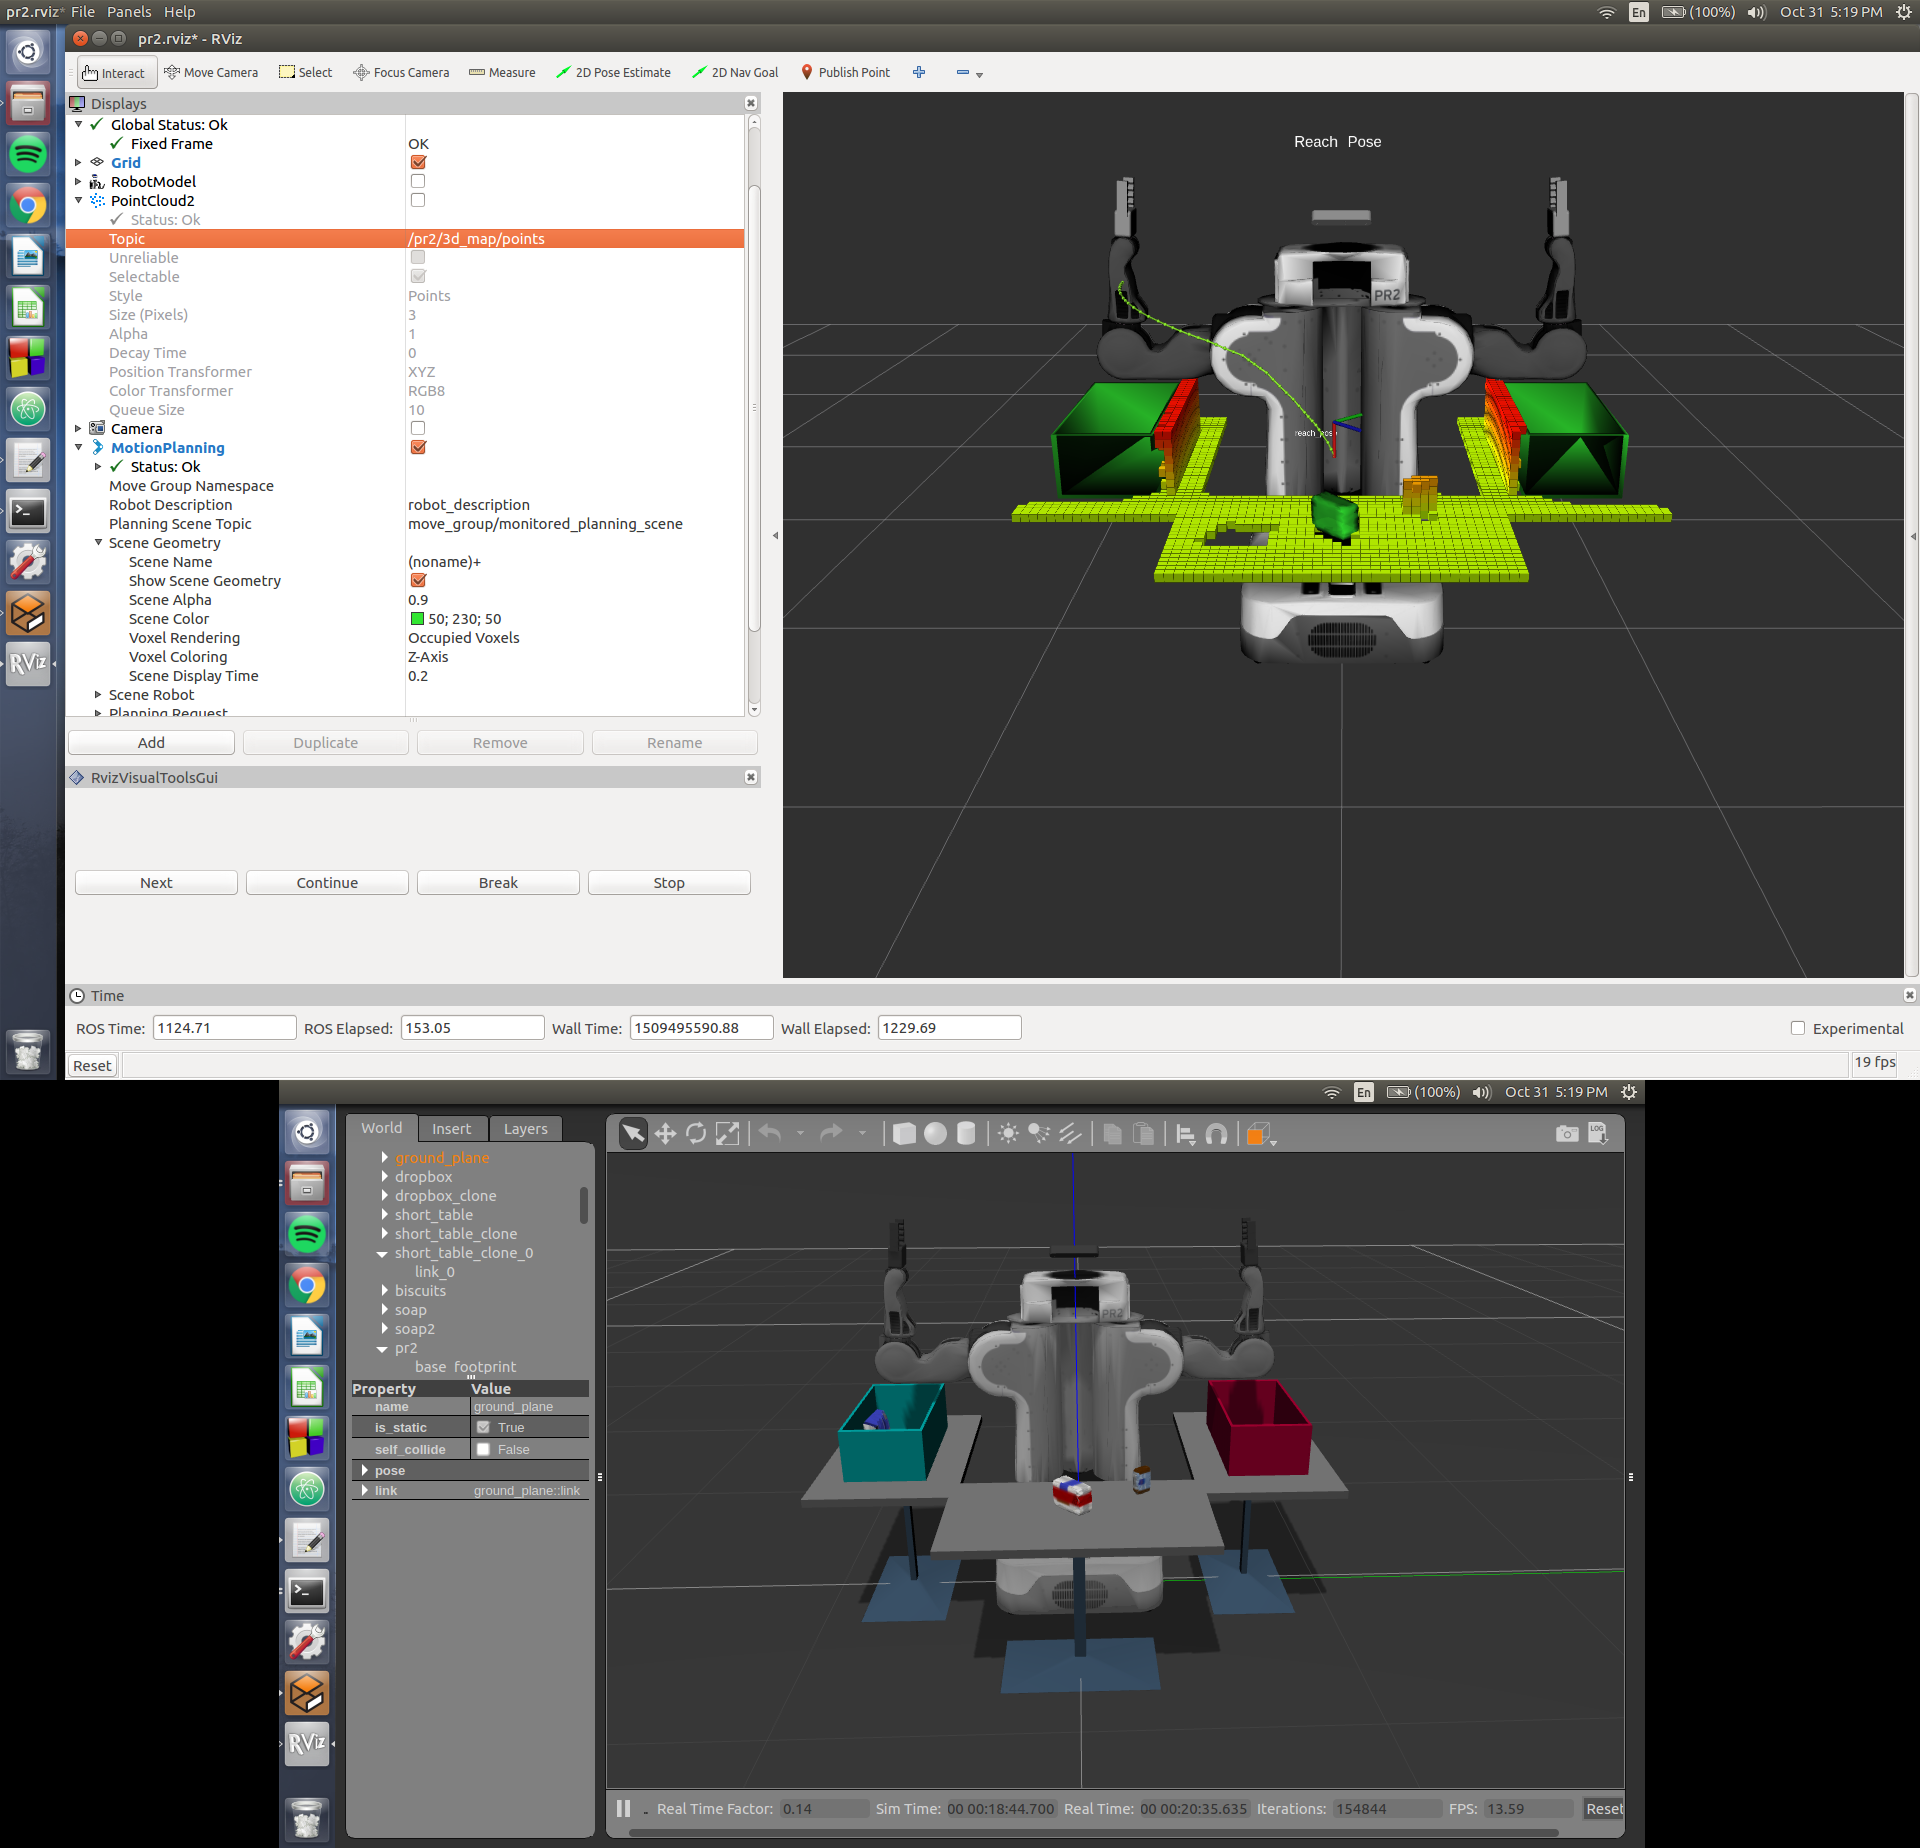 pr2.rviz* File Panels Help
En (100%) Oct 31 5:19 PM
pr2.rviz* - RViz
Interact Move Camera Select Focus Camera Measure 2D Pose Estimate 2D Nav Goal Publish Point
Displays
Global Status: Ok
Fixed Frame OK
Grid
RobotModel
PointCloud2
Status: Ok
Topic /pr2/3d_map/points
Unreliable
Selectable
Style Points
Size (Pixels) 3
Alpha 1
Decay Time 0
Position Transformer XYZ
Color Transformer RGB8
Queue Size 10
Camera
MotionPlanning
Status: Ok
Move Group Namespace
Robot Description robot_description
Planning Scene Topic move_group/monitored_planning_scene
Scene Geometry
Scene Name (noname)+
Show Scene Geometry
Scene Alpha 0.9
Scene Color 50; 230; 50
Voxel Rendering Occupied Voxels
Voxel Coloring Z-Axis
Scene Display Time 0.2
Scene Robot
Planning Request
Add Duplicate Remove Rename
RvizVisualToolsGui
Next Continue Break Stop
Reach Pose
PR2
reach pose
Time
ROS Time: 1124.71 ROS Elapsed: 153.05 Wall Time: 1509495590.88 Wall Elapsed: 1229.69 Experimental
Reset 19 fps
RViz
En (100%) Oct 31 5:19 PM
World Insert Layers
LOG
ground_plane
dropbox
dropbox_clone
short_table
short_table_clone
short_table_clone_0
link_0
biscuits
soap
soap2
pr2
base_footprint
Property Value
name ground_plane
is_static True
self_collide False
pose
link ground_plane::link
PR2
RViz
Real Time Factor: 0.14 Sim Time: 00 00:18:44.700 Real Time: 00 00:20:35.635 Iterations: 154844 FPS: 13.59 Reset